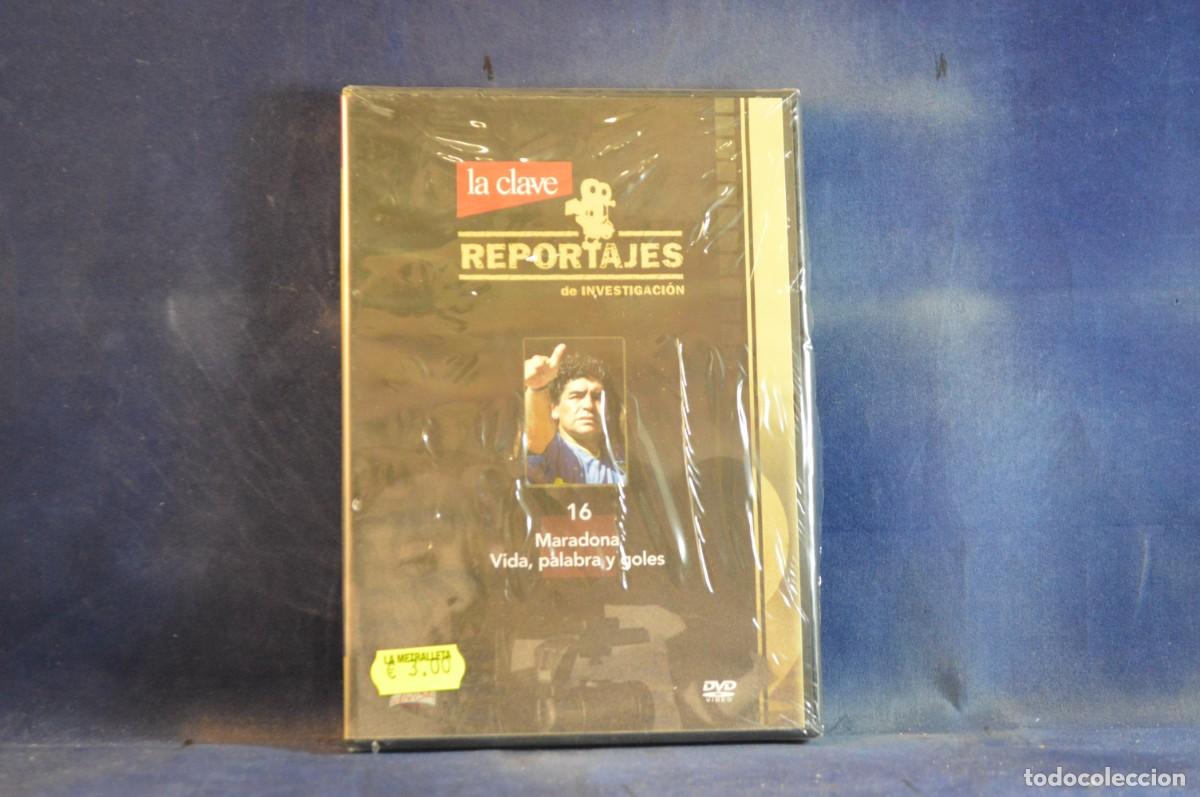 la clave
REPORTAJES
de INVESTIGACIÓN
16
Maradona,
Vida, palabra y goles
LA METRALLETA
€ 3.00
DVD
VIDEO
todocoleccion